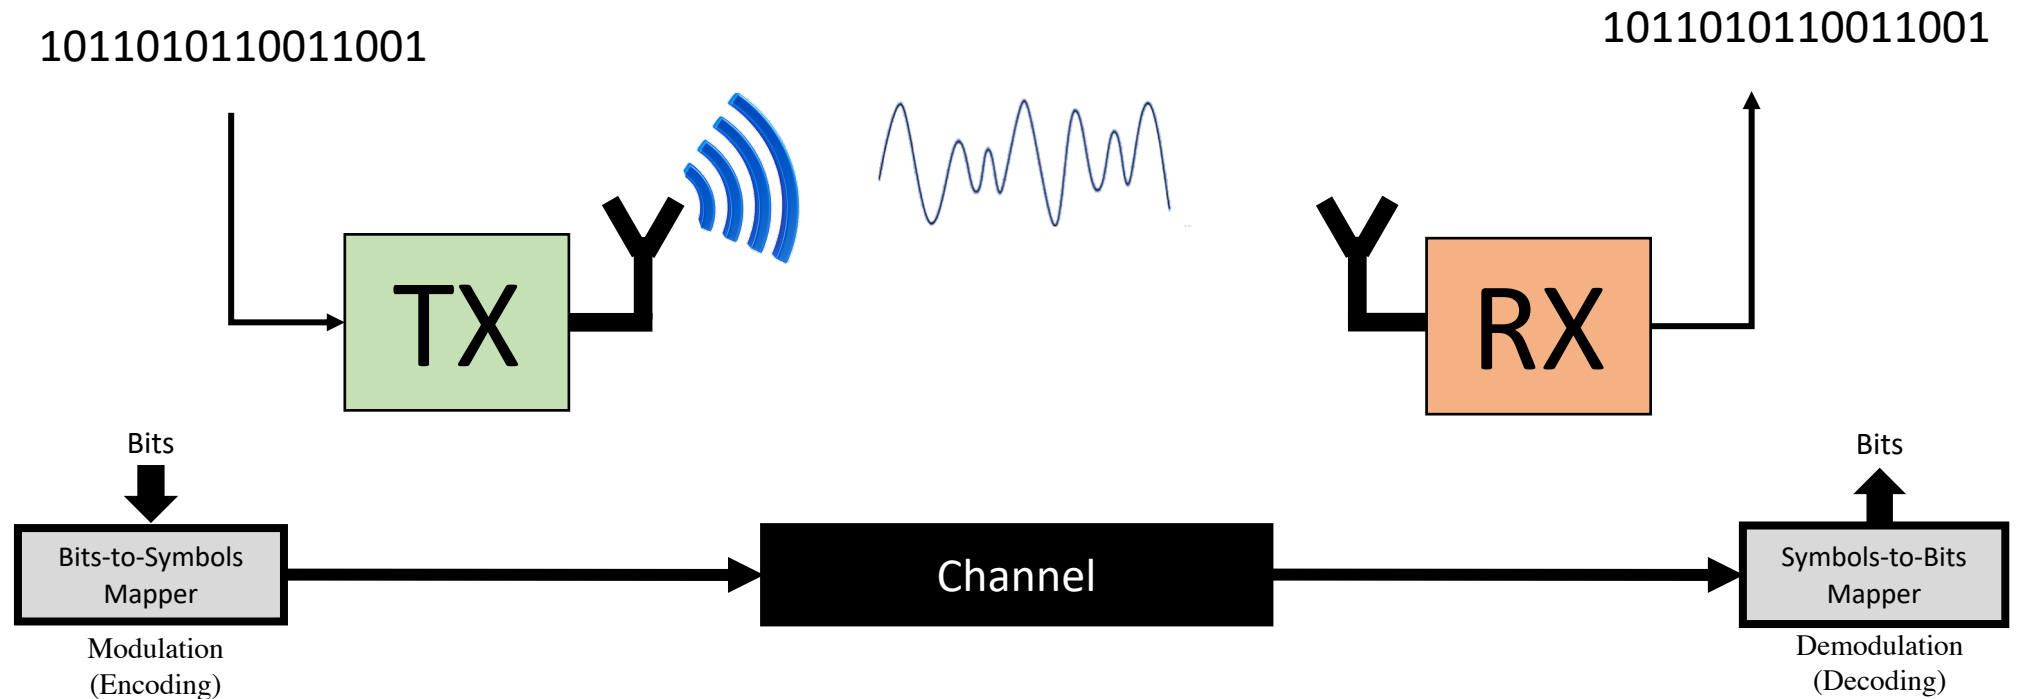 1011010110011001
1011010110011001
TX
RX
Bits
Bits
Bits-to-Symbols
Mapper
Channel
Symbols-to-Bits
Mapper
Modulation
(Encoding)
Demodulation
(Decoding)